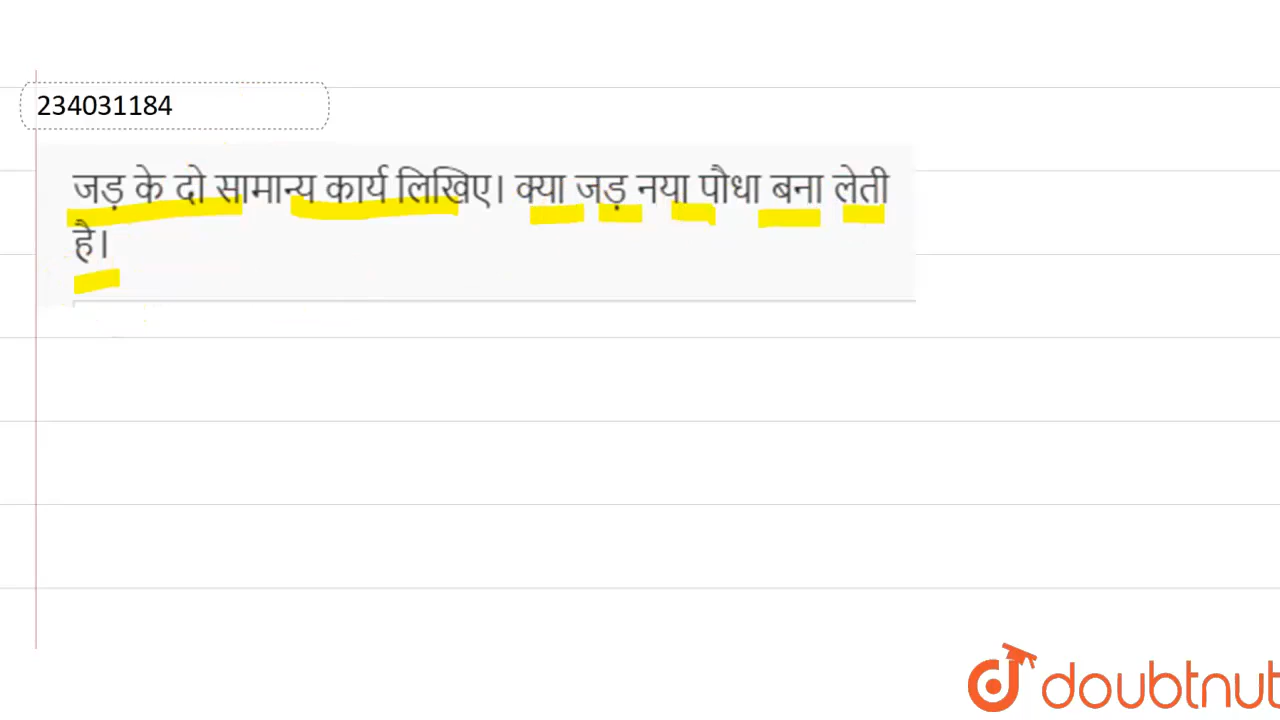 234031184
जड़ के दो सामान्य कार्य लिखिए। क्या जड़ नया पौधा बना लेती
है।
doubtnut